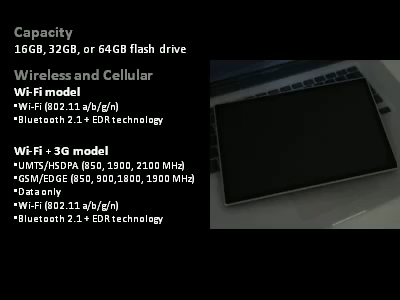 Capacity
16GB, 32GB, or 64GB flash drive
Wireless and Cellular
Wi-Fi model
▪Wi-Fi (802.11 a/b/g/n)
▪Bluetooth 2.1 + EDR technology
Wi-Fi + 3G model
▪UMTS/HSDPA (850, 1900, 2100 MHz)
▪GSM/EDGE (850, 900,1800, 1900 MHz)
▪Data only
▪Wi-Fi (802.11 a/b/g/n)
▪Bluetooth 2.1 + EDR technology